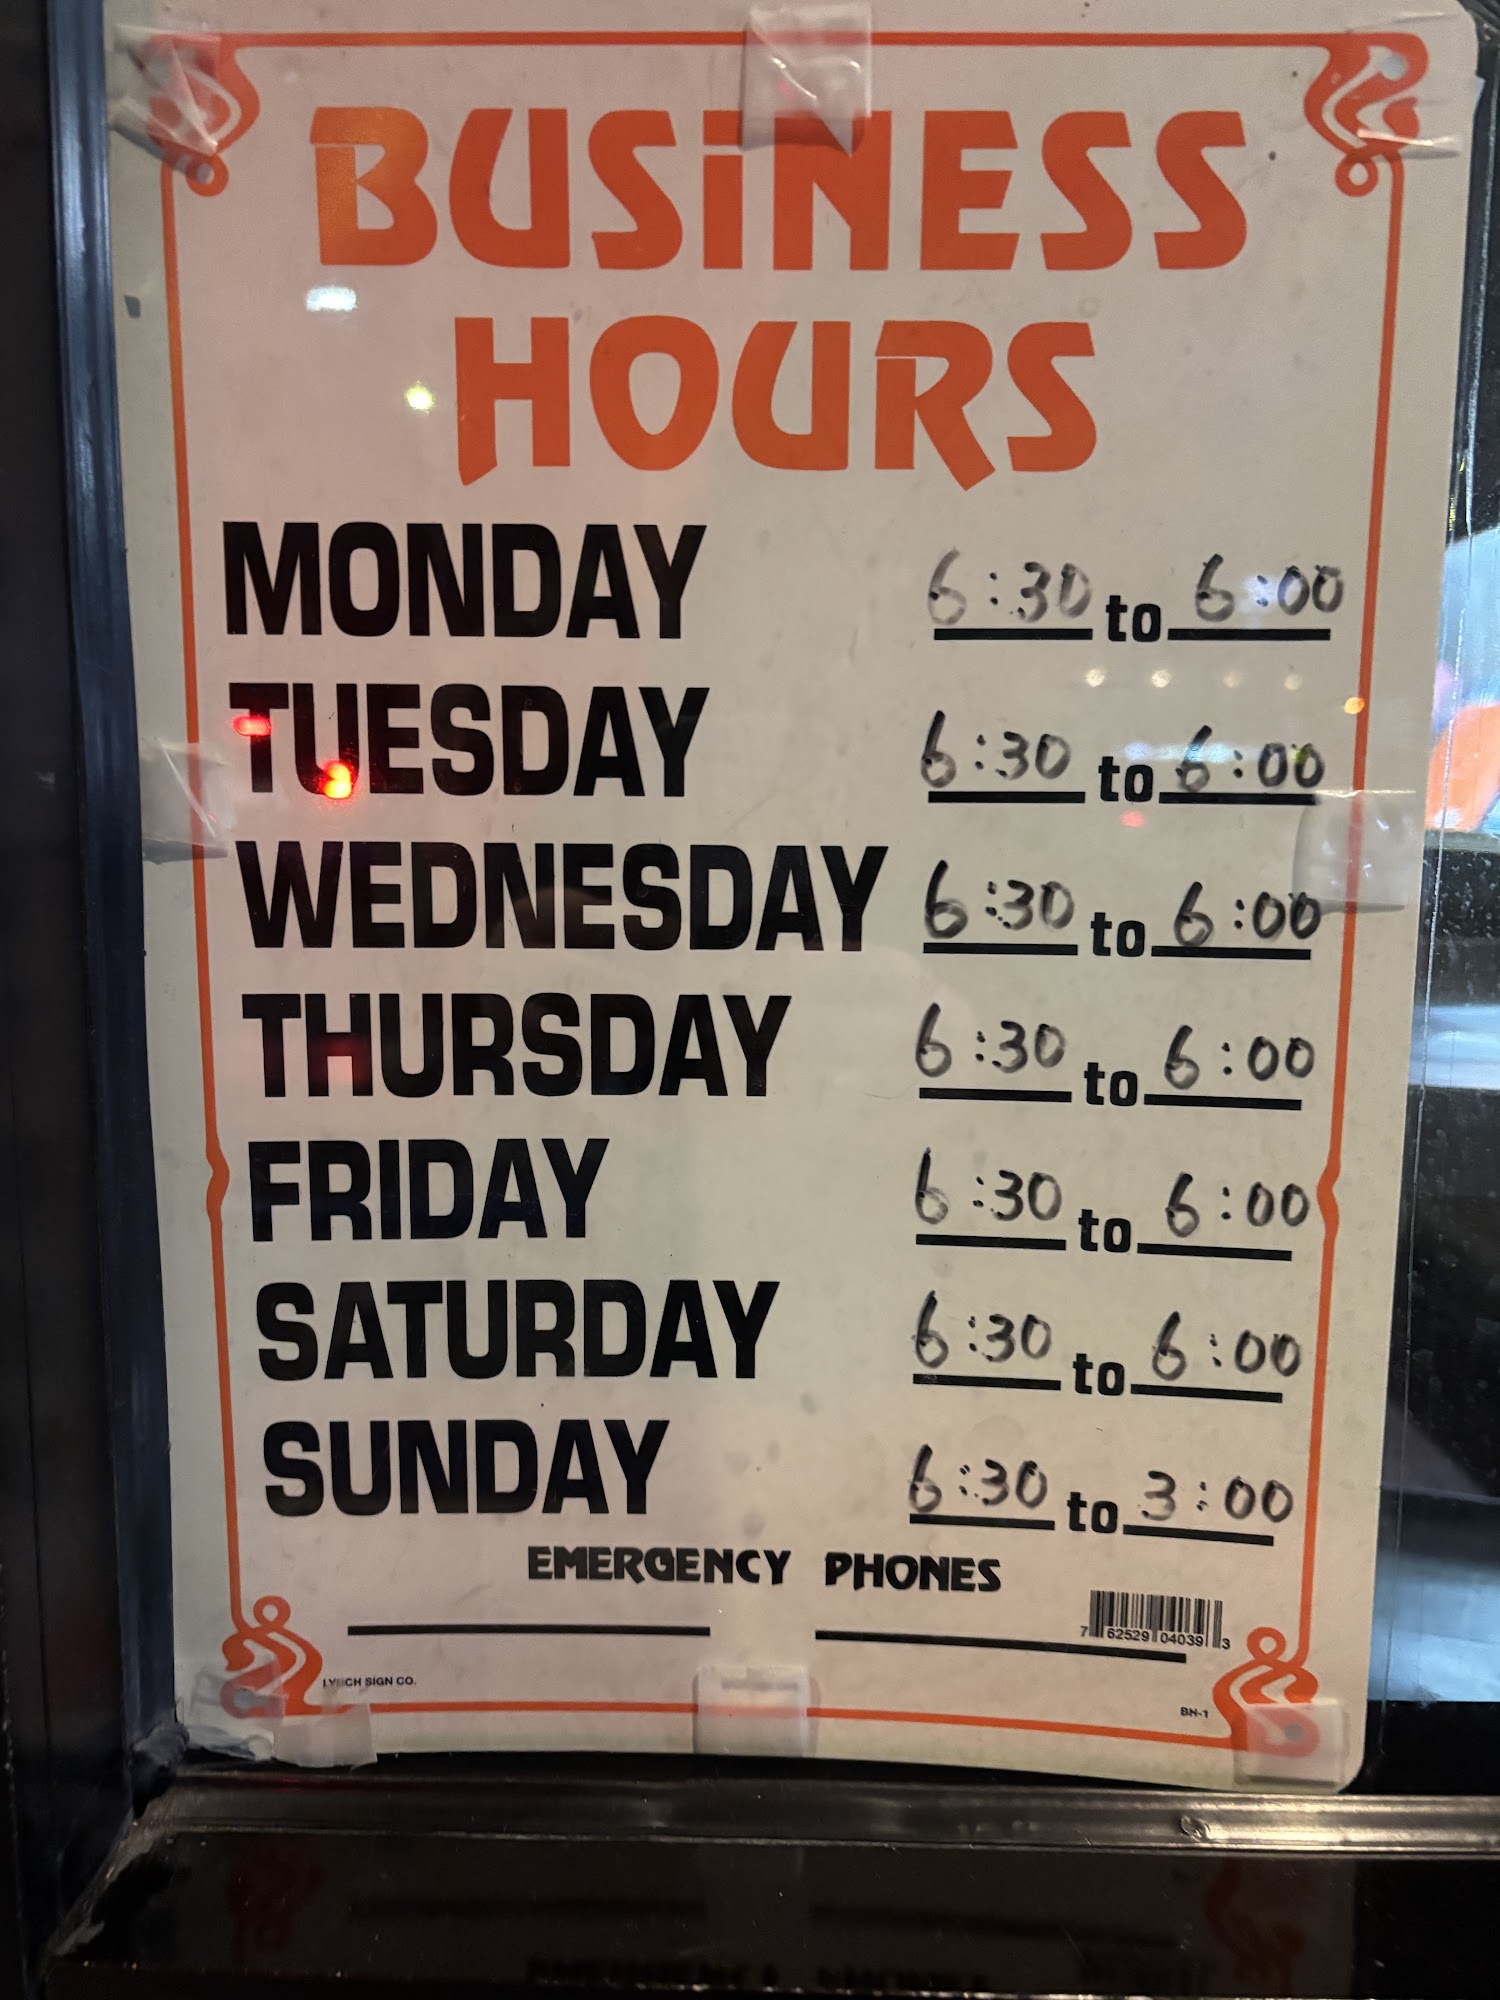 BUSiNESS
HOURS
MONDAY 6:30 to 6:00
TUESDAY 6:30 to 6:00
WEDNESDAY 6:30 to 6:00
THURSDAY 6:30 to 6:00
FRIDAY 6:30 to 6:00
SATURDAY 6:30 to 6:00
SUNDAY 6:30 to 3:00
EMERGENCY PHONES
7 62529 04039 3
LYNCH SIGN CO.
BH-1